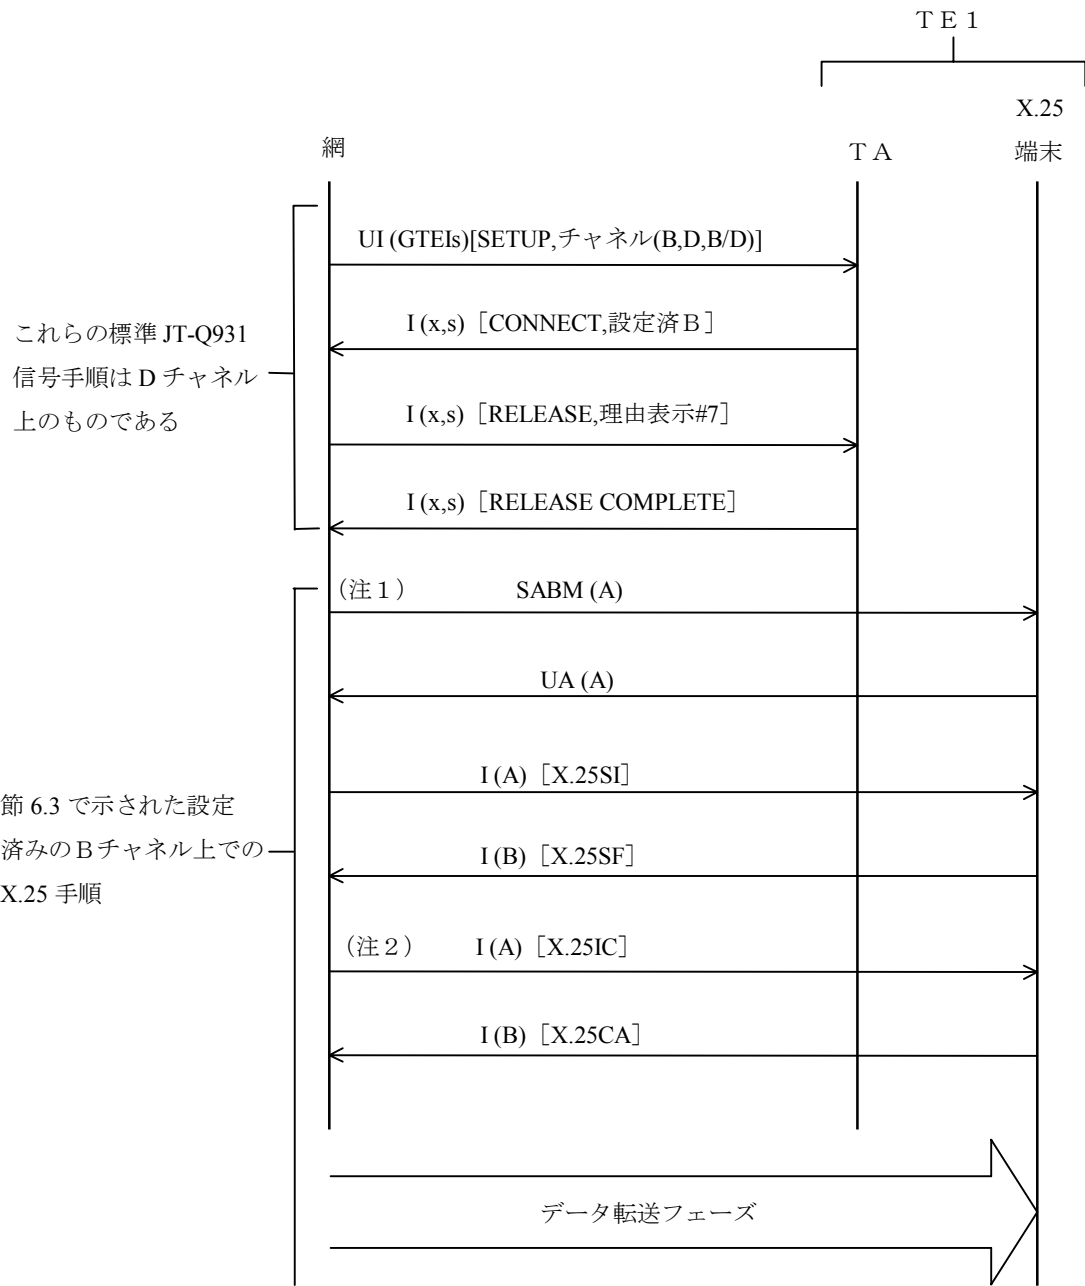 ＴＥ１
X.25
網
ＴＡ
端末
UI (GTEIs)[SETUP,チャネル(B,D,B/D)]
I (x,s)［CONNECT,設定済Ｂ］
これらの標準 JT-Q931
信号手順は D チャネル
上のものである
I (x,s)［RELEASE,理由表示#7］
I (x,s)［RELEASE COMPLETE］
（注１）
SABM (A)
UA (A)
I (A)［X.25SI］
節 6.3 で示された設定
済みのＢチャネル上での
X.25 手順
I (B)［X.25SF］
（注２）
I (A)［X.25IC］
I (B)［X.25CA］
データ転送フェーズ